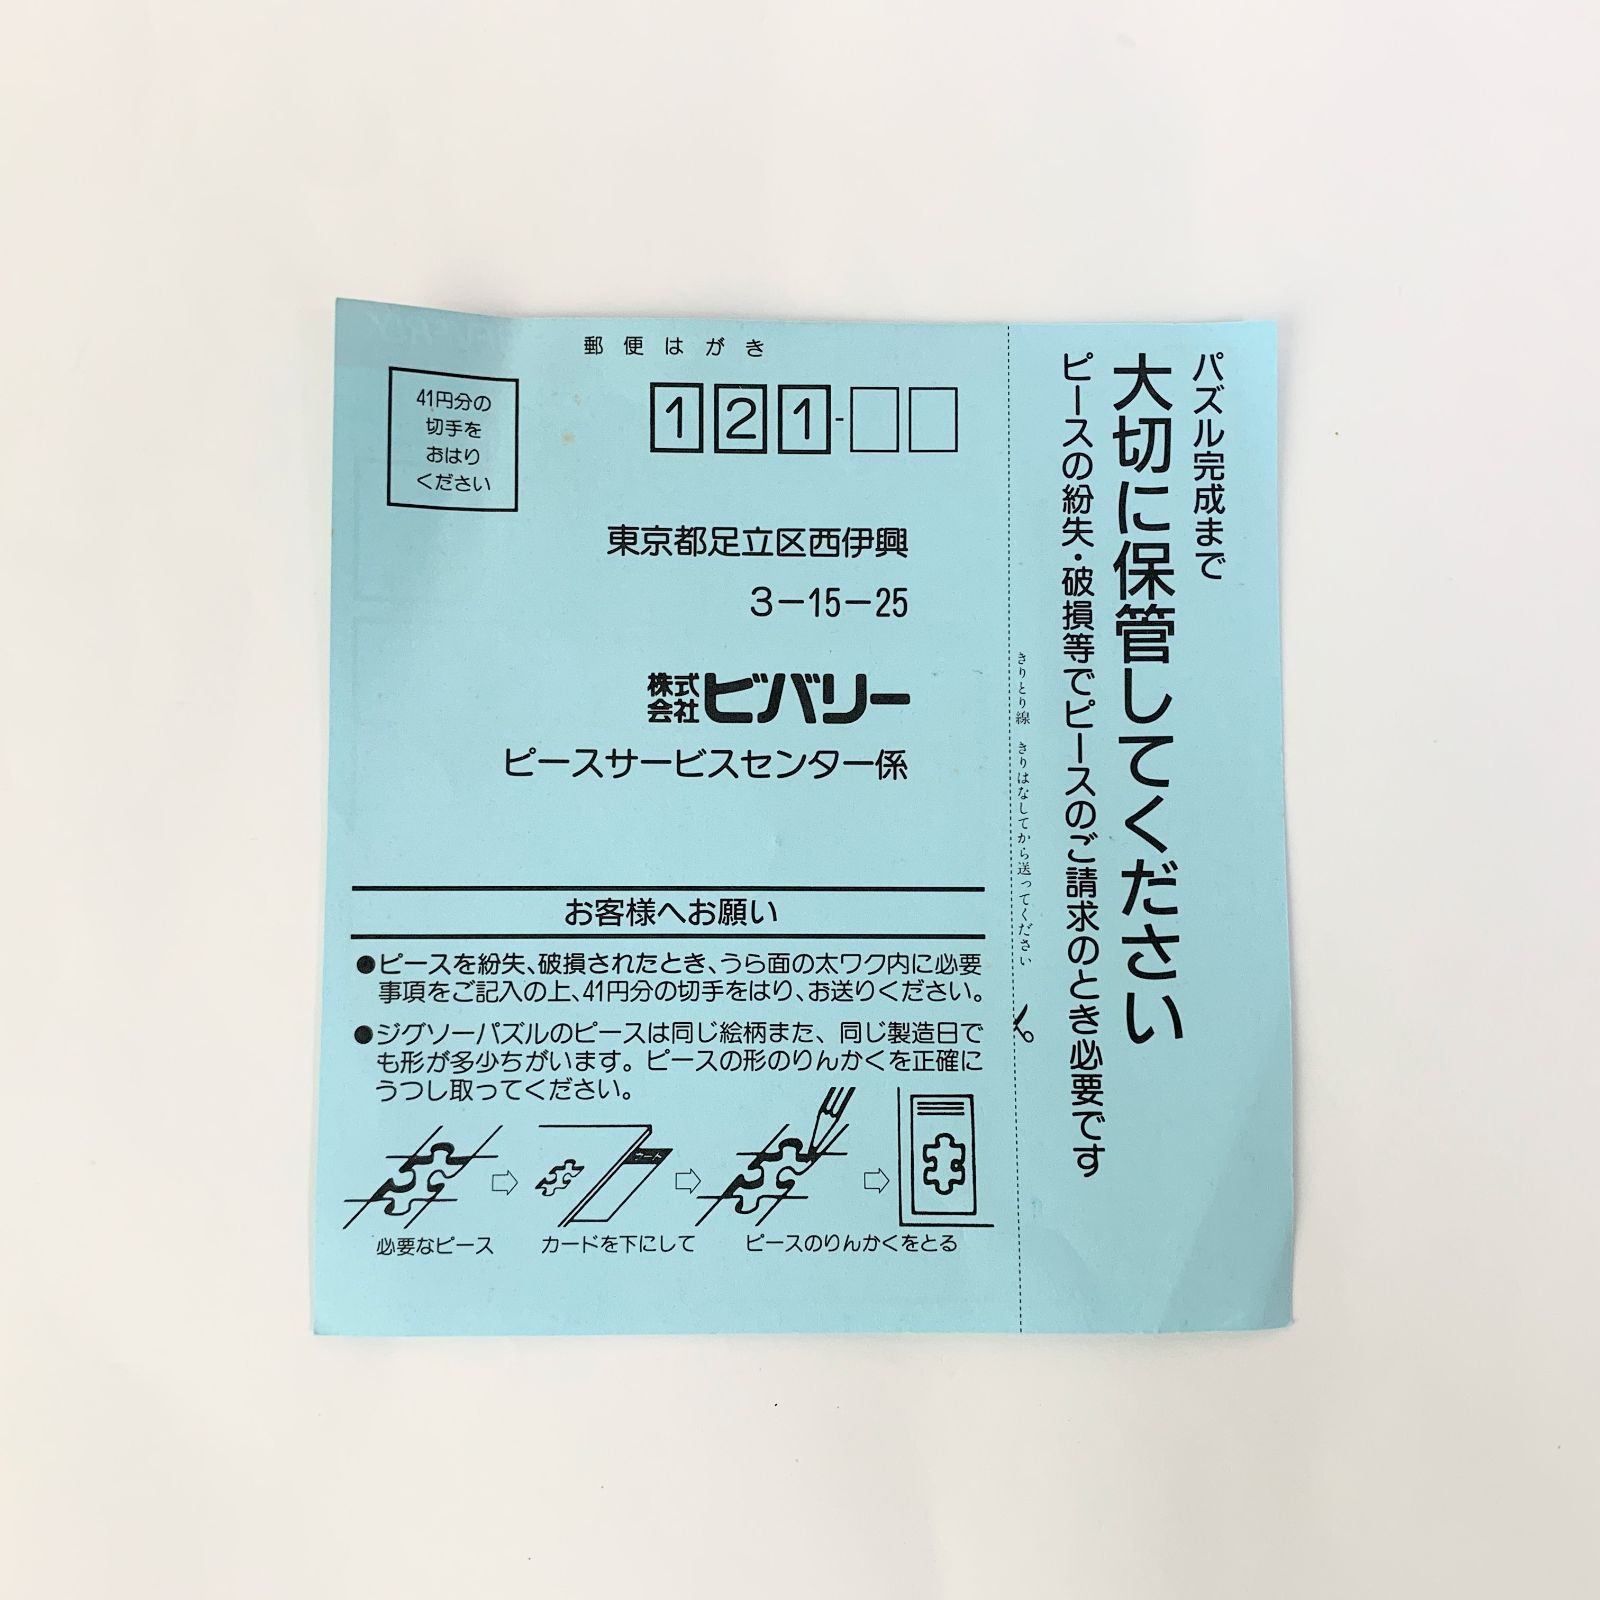 パズル完成まで
大切に保管してください
ピースの紛失・破損等でピースのご請求のとき必要です
きりとり線 きりはなしてから送ってください
郵便はがき
41円分の
切手を
おはり
ください
121-
東京都足立区西伊興
3-15-25
株式会社ビバリー
ピースサービスセンター係
お客様へお願い
●ピースを紛失、破損されたとき、うら面の太ワク内に必要
事項をご記入の上、41円分の切手をはり、お送りください。
●ジグソーパズルのピースは同じ絵柄また、同じ製造日で
も形が多少ちがいます。ピースの形のりんかくを正確に
うつし取ってください。
カード
必要なピース
カードを下にして
ピースのりんかくをとる